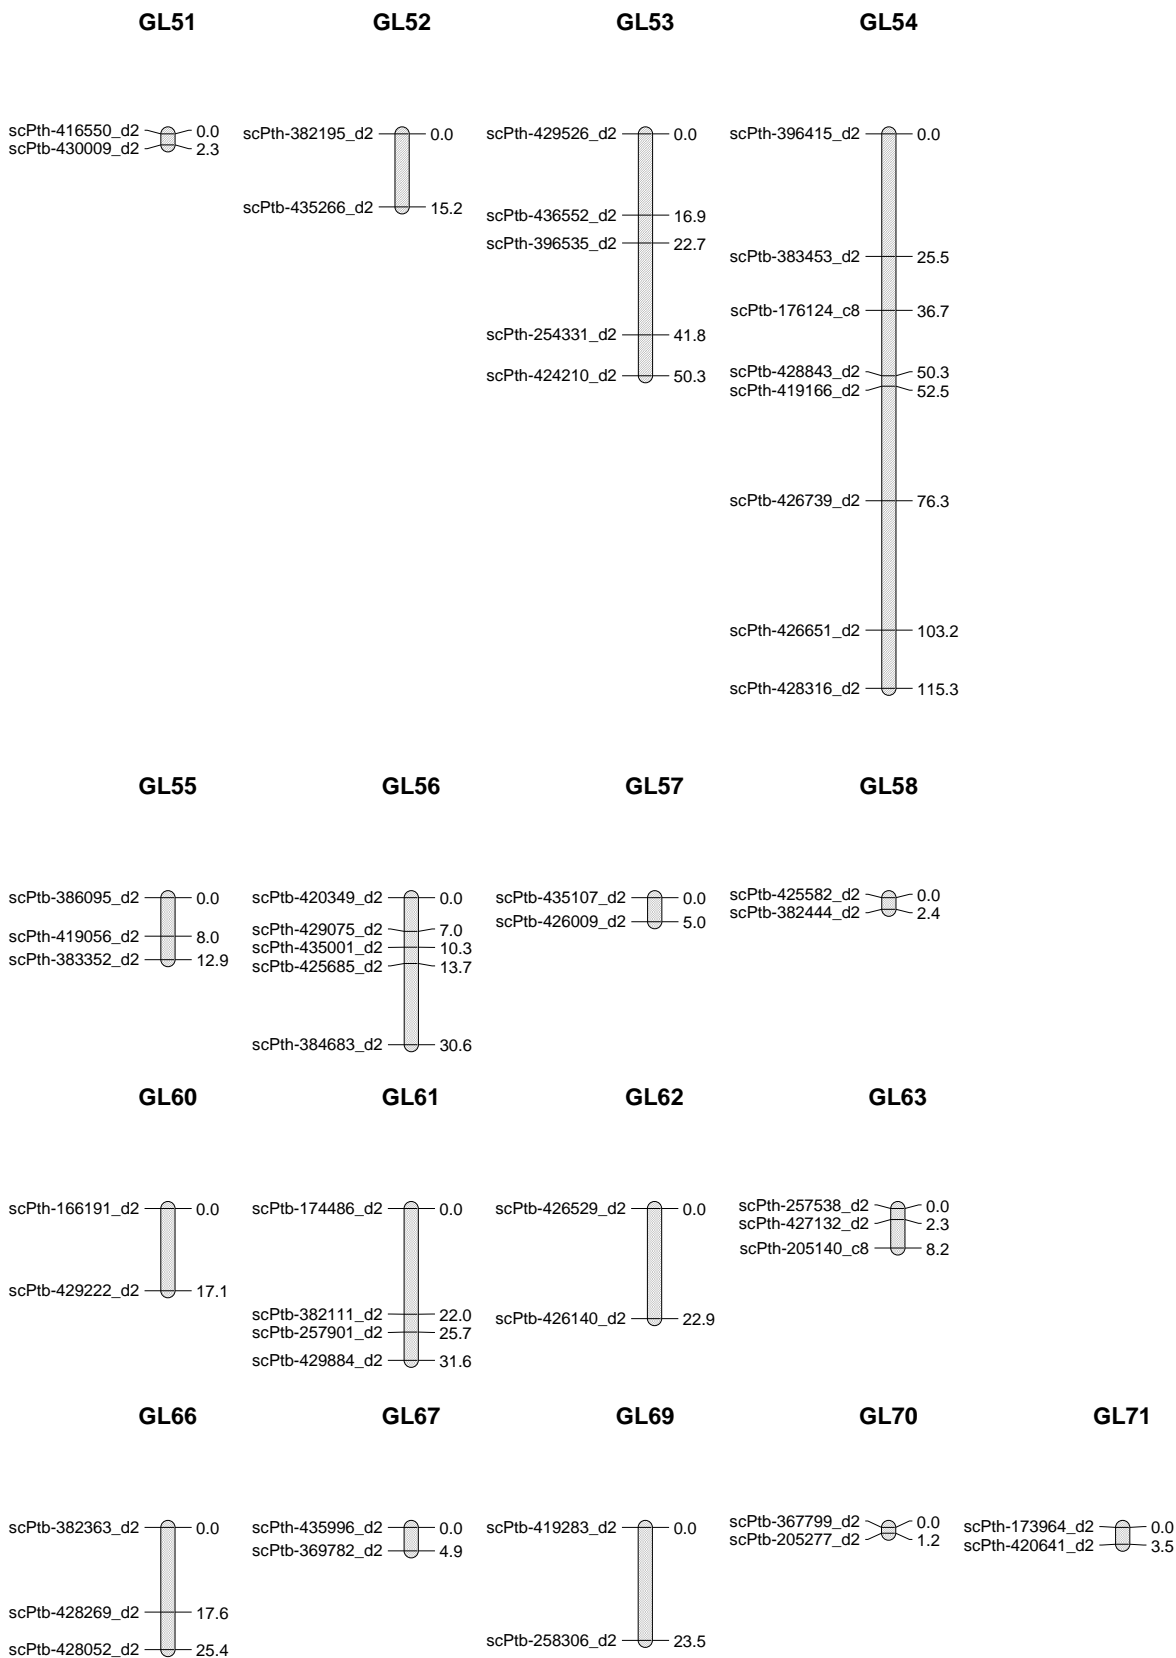 GL51
scPth-416550_d2 0.0
scPtb-430009_d2 2.3
GL52
scPth-382195_d2 0.0
scPtb-435266_d2 15.2
GL53
scPth-429526_d2 0.0
scPtb-436552_d2 16.9
scPth-396535_d2 22.7
scPth-254331_d2 41.8
scPth-424210_d2 50.3
GL54
scPth-396415_d2 0.0
scPtb-383453_d2 25.5
scPtb-176124_c8 36.7
scPtb-428843_d2 50.3
scPth-419166_d2 52.5
scPtb-426739_d2 76.3
scPth-426651_d2 103.2
scPth-428316_d2 115.3
GL55
scPtb-386095_d2 0.0
scPth-419056_d2 8.0
scPth-383352_d2 12.9
GL56
scPtb-420349_d2 0.0
scPth-429075_d2 7.0
scPth-435001_d2 10.3
scPtb-425685_d2 13.7
scPth-384683_d2 30.6
GL57
scPtb-435107_d2 0.0
scPtb-426009_d2 5.0
GL58
scPtb-425582_d2 0.0
scPtb-382444_d2 2.4
GL60
scPth-166191_d2 0.0
scPtb-429222_d2 17.1
GL61
scPtb-174486_d2 0.0
scPtb-382111_d2 22.0
scPtb-257901_d2 25.7
scPtb-429884_d2 31.6
GL62
scPtb-426529_d2 0.0
scPtb-426140_d2 22.9
GL63
scPth-257538_d2 0.0
scPth-427132_d2 2.3
scPth-205140_c8 8.2
GL66
scPtb-382363_d2 0.0
scPtb-428269_d2 17.6
scPtb-428052_d2 25.4
GL67
scPth-435996_d2 0.0
scPtb-369782_d2 4.9
GL69
scPtb-419283_d2 0.0
scPtb-258306_d2 23.5
GL70
scPtb-367799_d2 0.0
scPtb-205277_d2 1.2
GL71
scPth-173964_d2 0.0
scPth-420641_d2 3.5